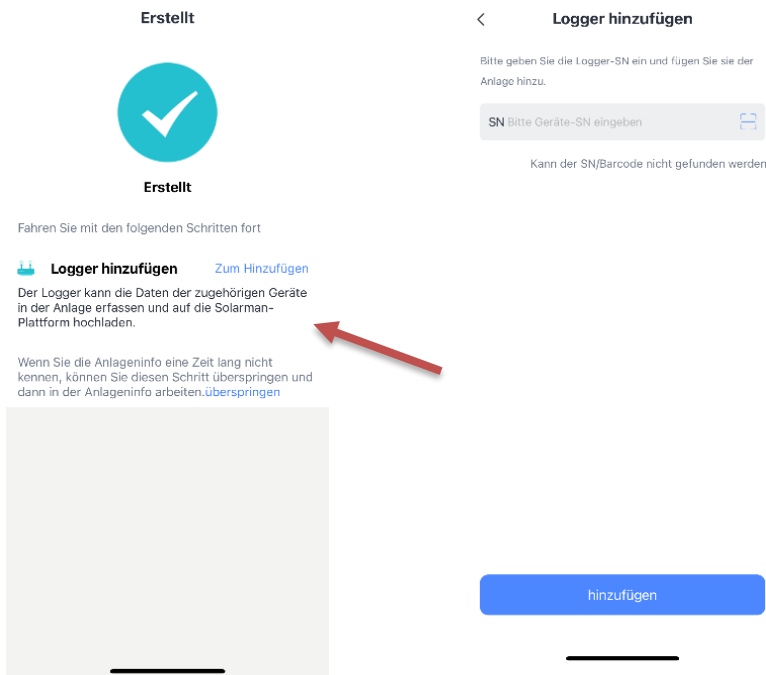 Erstellt
Erstellt
Fahren Sie mit den folgenden Schritten fort
Logger hinzufügen Zum Hinzufügen
Der Logger kann die Daten der zugehörigen Geräte
in der Anlage erfassen und auf die Solarman-
Plattform hochladen.
Wenn Sie die Anlageninfo eine Zeit lang nicht
kennen, können Sie diesen Schritt überspringen und
dann in der Anlageninfo arbeiten.überspringen
Logger hinzufügen
Bitte geben Sie die Logger-SN ein und fügen Sie sie der
Anlage hinzu.
SN Bitte Geräte-SN eingeben
Kann der SN/Barcode nicht gefunden werden
hinzufügen